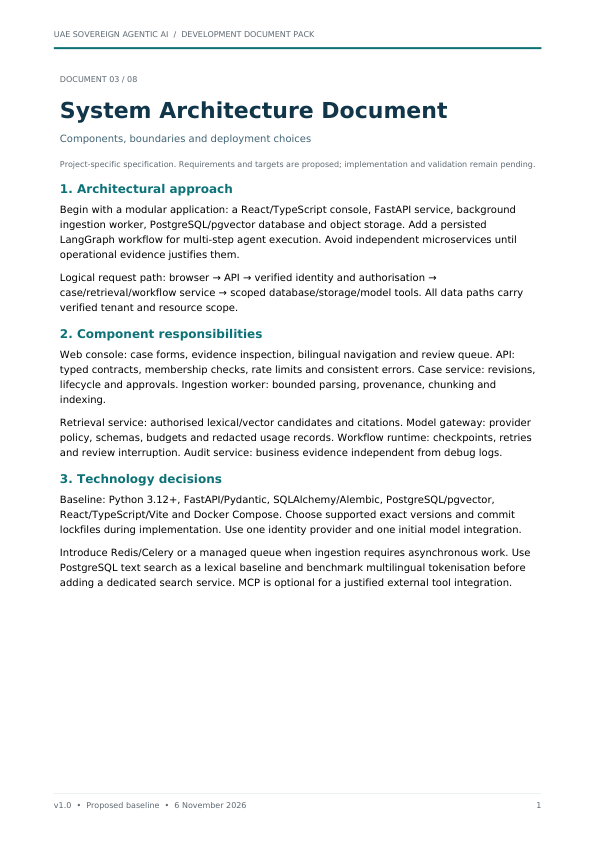 UAE SOVEREIGN AGENTIC AI / DEVELOPMENT DOCUMENT PACK
DOCUMENT 03 / 08
System Architecture Document
Components, boundaries and deployment choices
Project-specific specification. Requirements and targets are proposed; implementation and validation remain pending.
1. Architectural approach
Begin with a modular application: a React/TypeScript console, FastAPI service, background
ingestion worker, PostgreSQL/pgvector database and object storage. Add a persisted
LangGraph workflow for multi-step agent execution. Avoid independent microservices until
operational evidence justifies them.
Logical request path: browser → API → verified identity and authorisation →
case/retrieval/workflow service → scoped database/storage/model tools. All data paths carry
verified tenant and resource scope.
2. Component responsibilities
Web console: case forms, evidence inspection, bilingual navigation and review queue. API:
typed contracts, membership checks, rate limits and consistent errors. Case service: revisions,
lifecycle and approvals. Ingestion worker: bounded parsing, provenance, chunking and
indexing.
Retrieval service: authorised lexical/vector candidates and citations. Model gateway: provider
policy, schemas, budgets and redacted usage records. Workflow runtime: checkpoints, retries
and review interruption. Audit service: business evidence independent from debug logs.
3. Technology decisions
Baseline: Python 3.12+, FastAPI/Pydantic, SQLAlchemy/Alembic, PostgreSQL/pgvector,
React/TypeScript/Vite and Docker Compose. Choose supported exact versions and commit
lockfiles during implementation. Use one identity provider and one initial model integration.
Introduce Redis/Celery or a managed queue when ingestion requires asynchronous work. Use
PostgreSQL text search as a lexical baseline and benchmark multilingual tokenisation before
adding a dedicated search service. MCP is optional for a justified external tool integration.
v1.0 • Proposed baseline • 6 November 2026
1